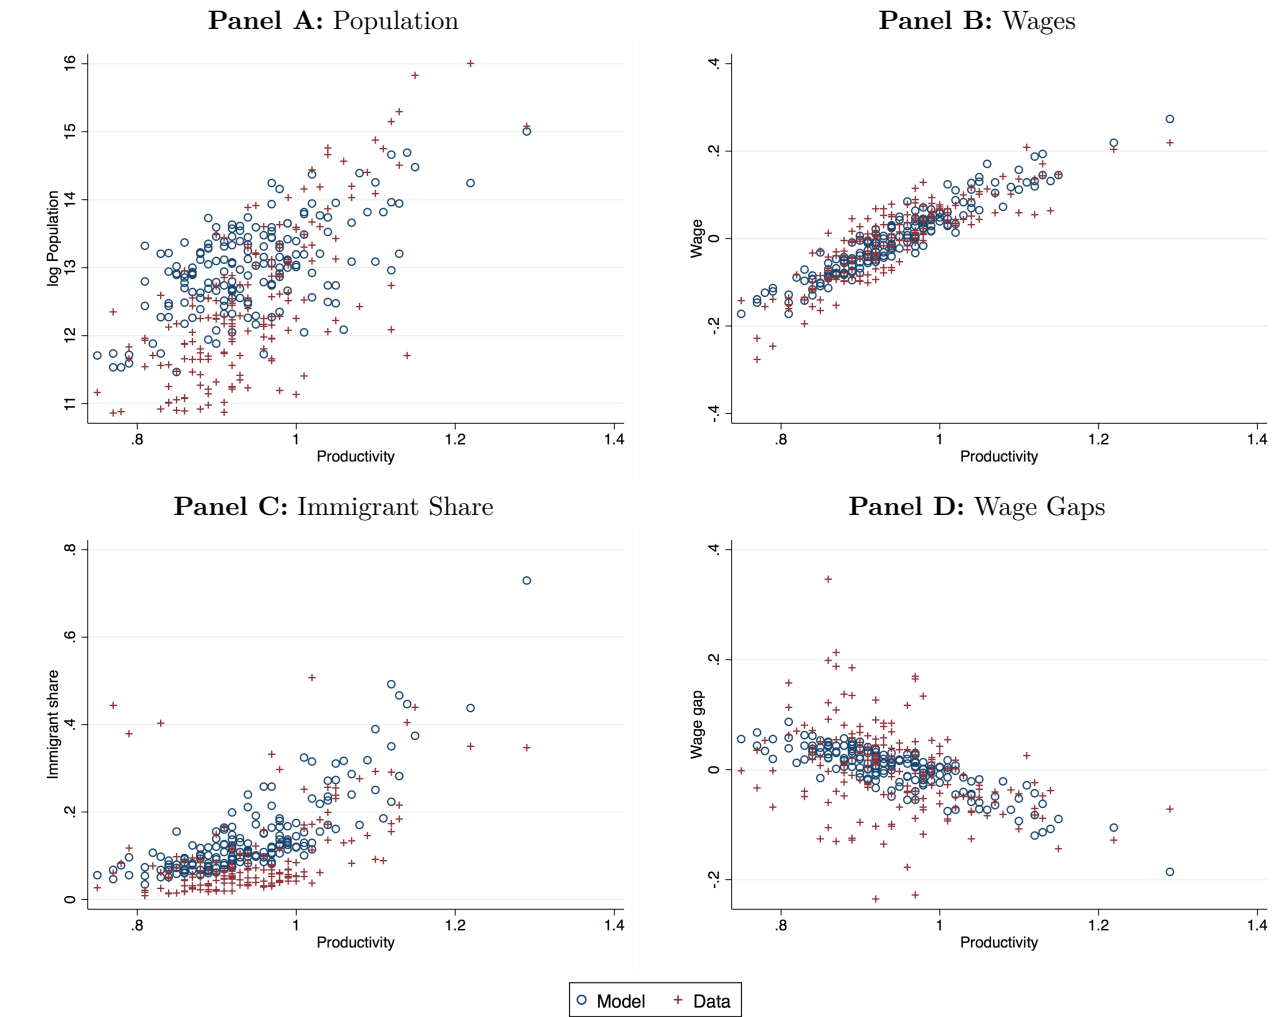 Panel A: Population
Panel B: Wages
16
15
14
13
12
11
log Population
.8
1
1.2
1.4
Productivity
.4
.2
0
-.2
-.4
Wage
.8
1
1.2
1.4
Productivity
Panel C: Immigrant Share
Panel D: Wage Gaps
.8
.6
.4
.2
0
Immigrant share
.8
1
1.2
1.4
Productivity
.4
.2
0
-.2
Wage gap
.8
1
1.2
1.4
Productivity
Model
Data